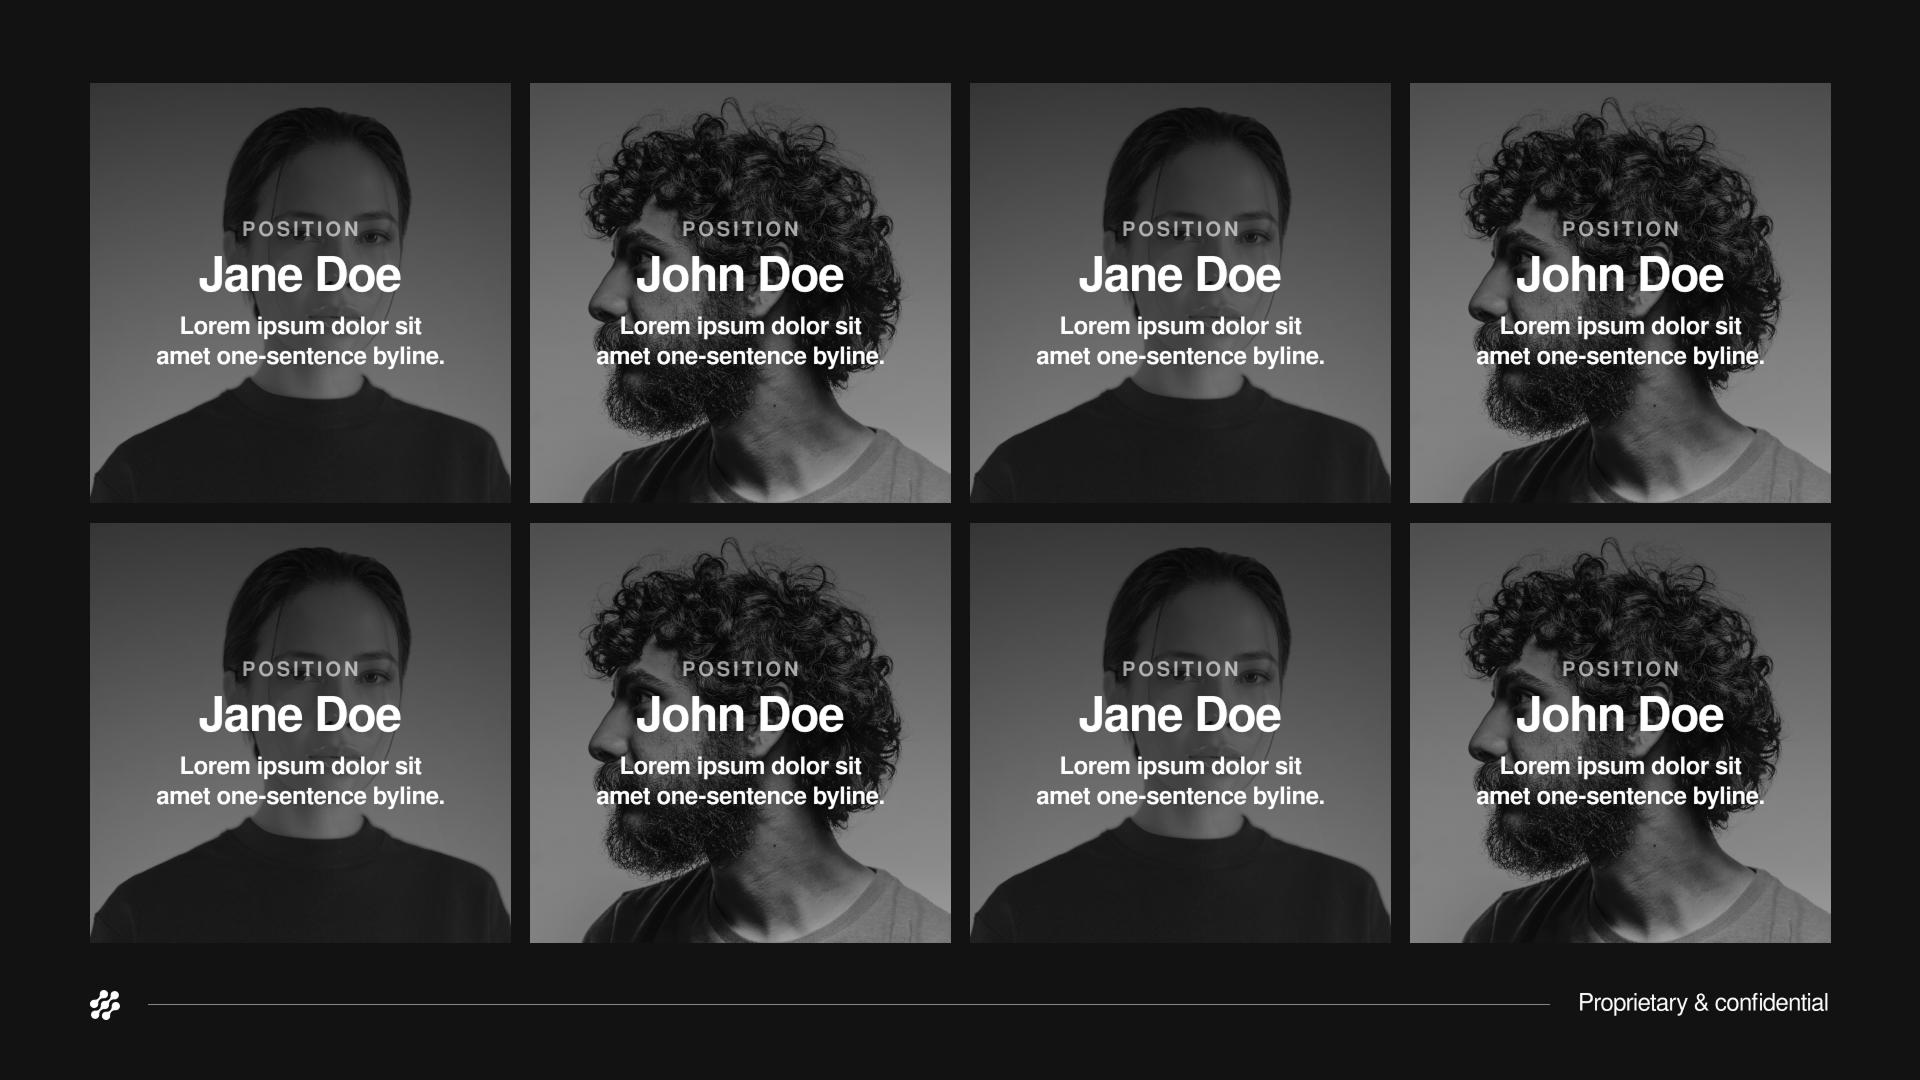 POSITION
Jane Doe
Lorem ipsum dolor sit
amet one-sentence byline.
POSITION
John Doe
Lorem ipsum dolor sit
amet one-sentence byline.
POSITION
Jane Doe
Lorem ipsum dolor sit
amet one-sentence byline.
POSITION
John Doe
Lorem ipsum dolor sit
amet one-sentence byline.
POSITION
Jane Doe
Lorem ipsum dolor sit
amet one-sentence byline.
POSITION
John Doe
Lorem ipsum dolor sit
amet one-sentence byline.
POSITION
Jane Doe
Lorem ipsum dolor sit
amet one-sentence byline.
POSITION
John Doe
Lorem ipsum dolor sit
amet one-sentence byline.
Proprietary & confidential